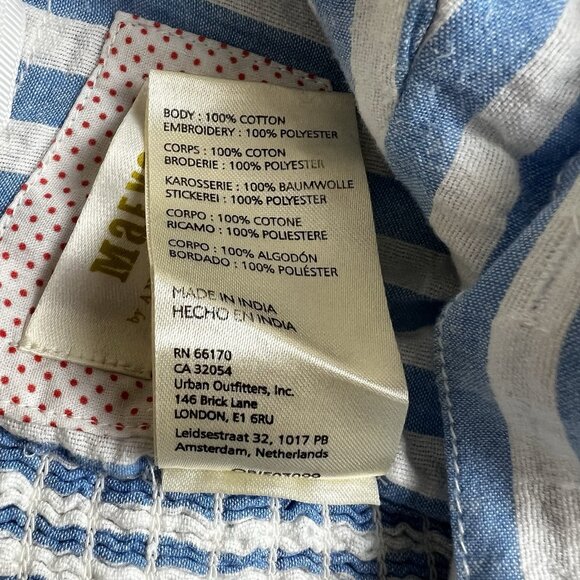 Maeve
by A
BODY : 100% COTTON
EMBROIDERY : 100% POLYESTER
CORPS : 100% COTON
BRODERIE : 100% POLYESTER
KAROSSERIE : 100% BAUMWOLLE
STICKEREI : 100% POLYESTER
CORPO : 100% COTONE
RICAMO : 100% POLIESTERE
CORPO : 100% ALGODÓN
BORDADO : 100% POLIÉSTER
MADE IN INDIA
HECHO EN INDIA
RN 66170
CA 32054
Urban Outfitters, Inc.
146 Brick Lane
LONDON, E1 6RU
Leidsestraat 32, 1017 PB
Amsterdam, Netherlands